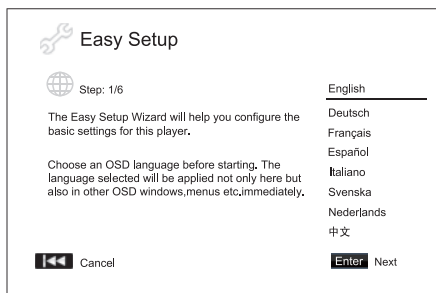 Easy Setup
Step: 1/6
The Easy Setup Wizard will help you configure the
basic settings for this player.
Choose an OSD language before starting. The
language selected will be applied not only here but
also in other OSD windows,menus etc.immediately.
English
Deutsch
Français
Español
Italiano
Svenska
Nederlands
中文
Cancel
Enter Next